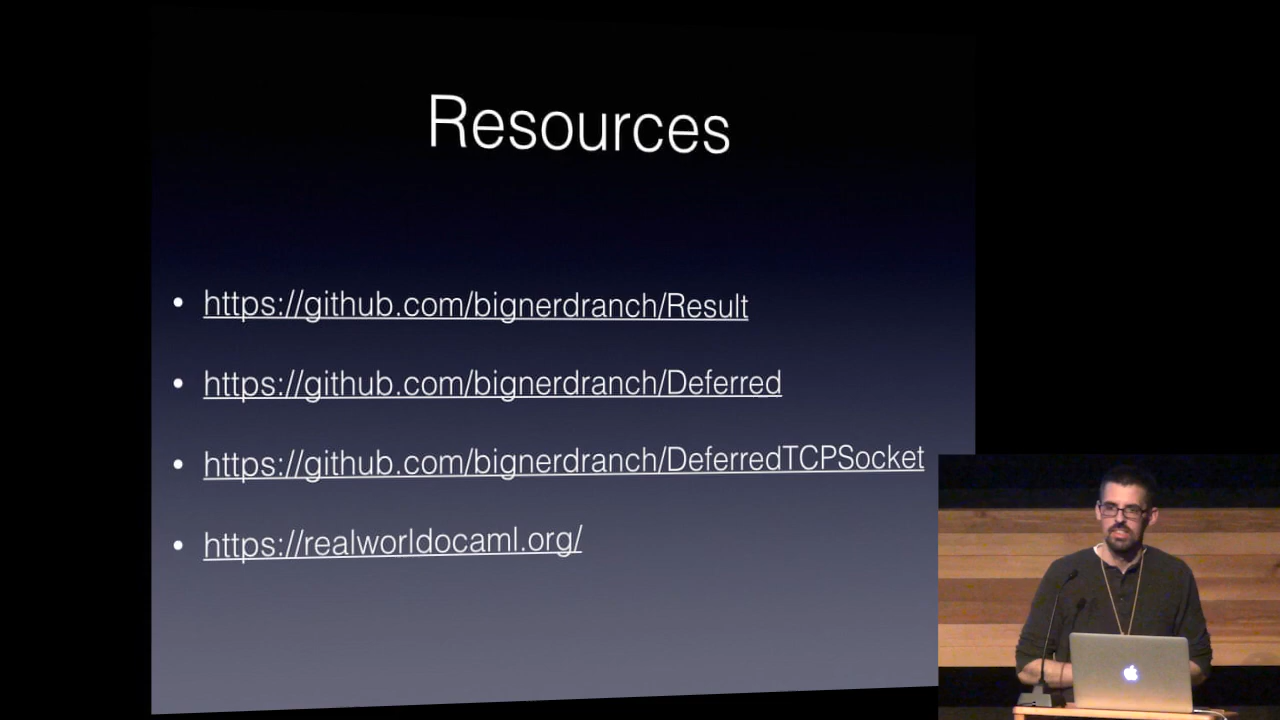 Resources
• https://github.com/bignerdranch/Result
• https://github.com/bignerdranch/Deferred
• https://github.com/bignerdranch/DeferredTCPSocket
• https://realworldocaml.org/